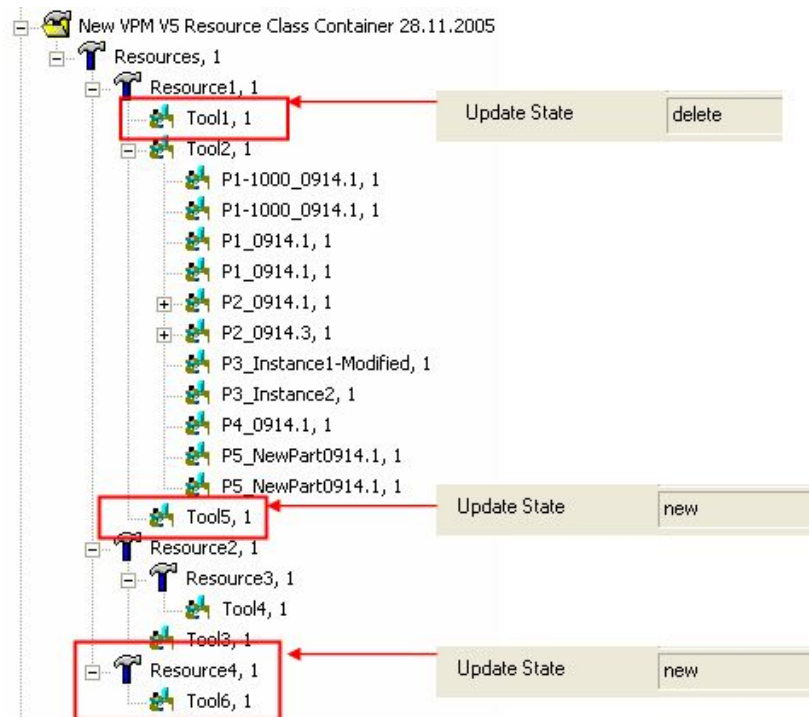 New VPM V5 Resource Class Container 28.11.2005
Resources, 1
Resource1, 1
Tool1, 1
Update State delete
Tool2, 1
P1-1000_0914.1, 1
P1-1000_0914.1, 1
P1_0914.1, 1
P1_0914.1, 1
P2_0914.1, 1
P2_0914.3, 1
P3_Instance1-Modified, 1
P3_Instance2, 1
P4_0914.1, 1
P5_NewPart0914.1, 1
P5_NewPart0914.1, 1
Tool5, 1
Update State new
Resource2, 1
Resource3, 1
Tool4, 1
Tool3, 1
Resource4, 1
Update State new
Tool6, 1